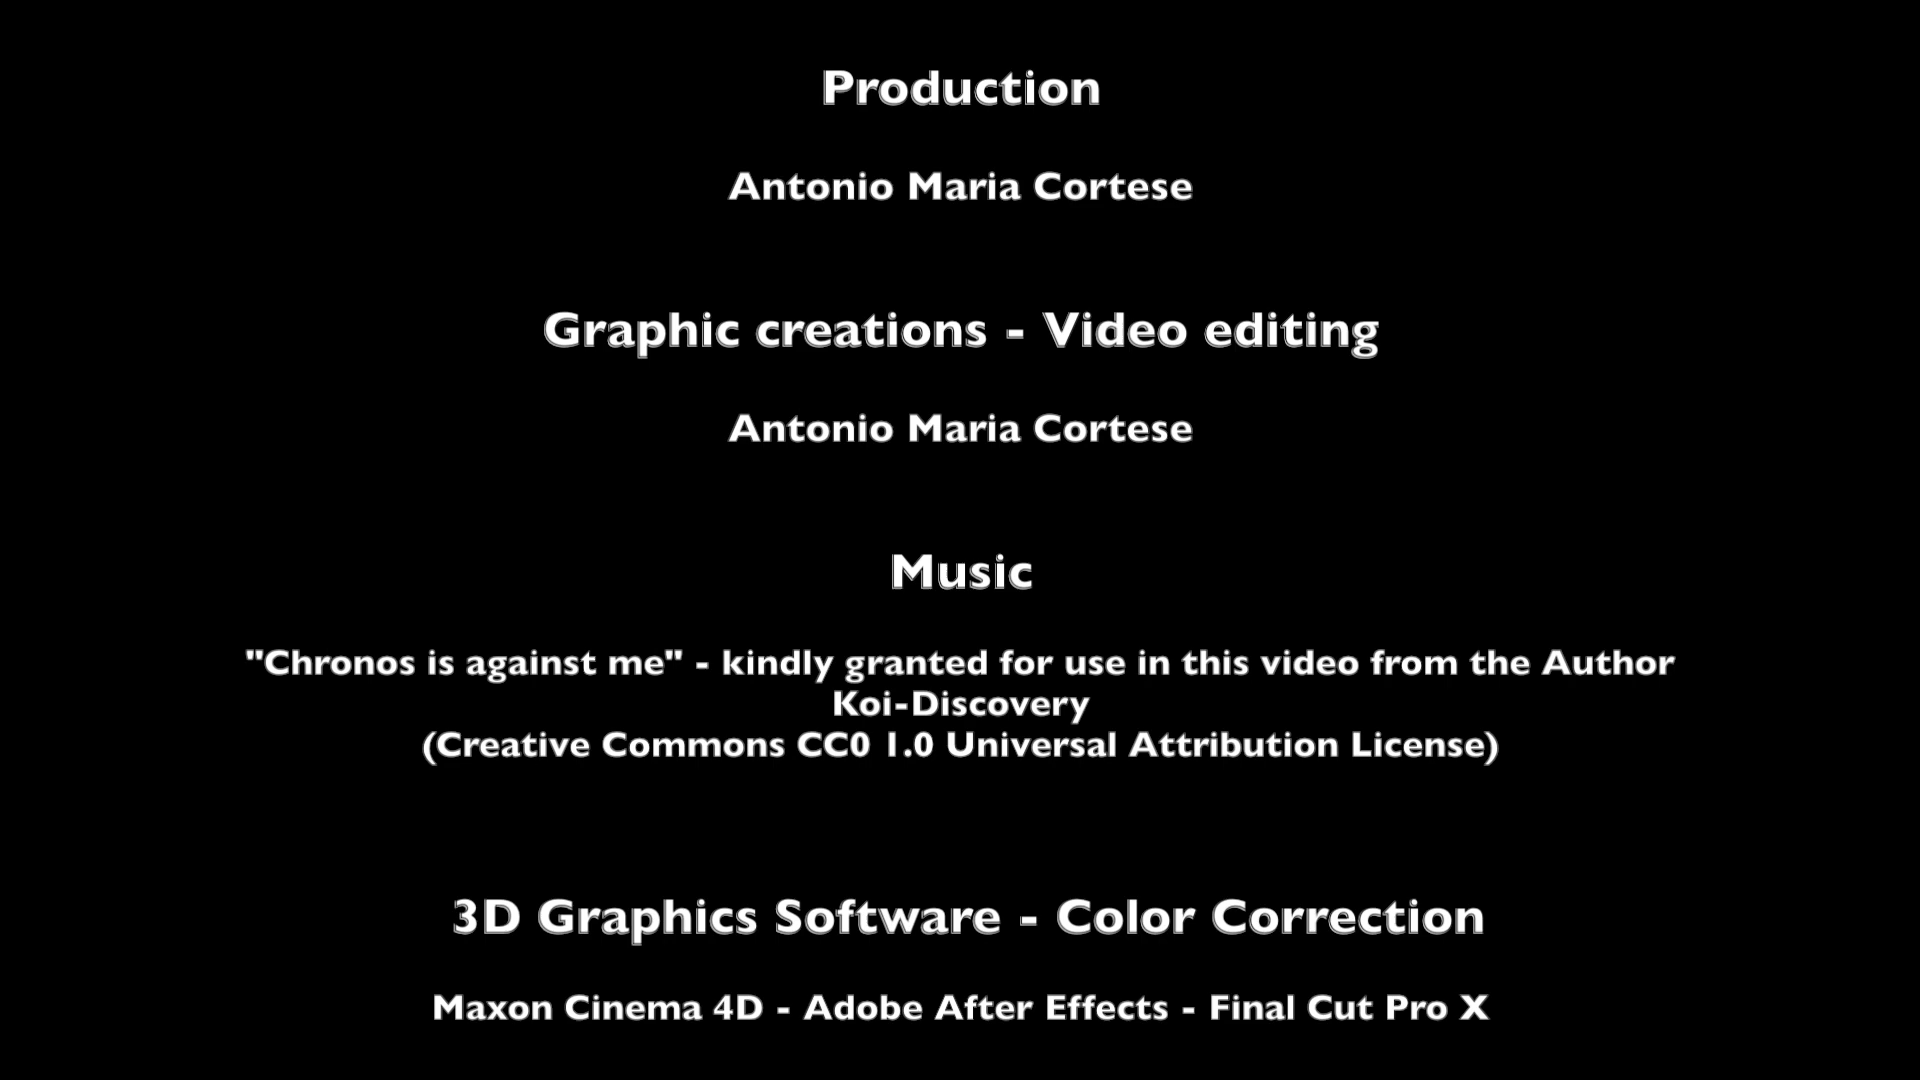 Production
Antonio Maria Cortese
Graphic creations - Video editing
Antonio Maria Cortese
Music
"Chronos is against me" - kindly granted for use in this video from the Author
Koi-Discovery
(Creative Commons CC0 1.0 Universal Attribution License)
3D Graphics Software - Color Correction
Maxon Cinema 4D - Adobe After Effects - Final Cut Pro X